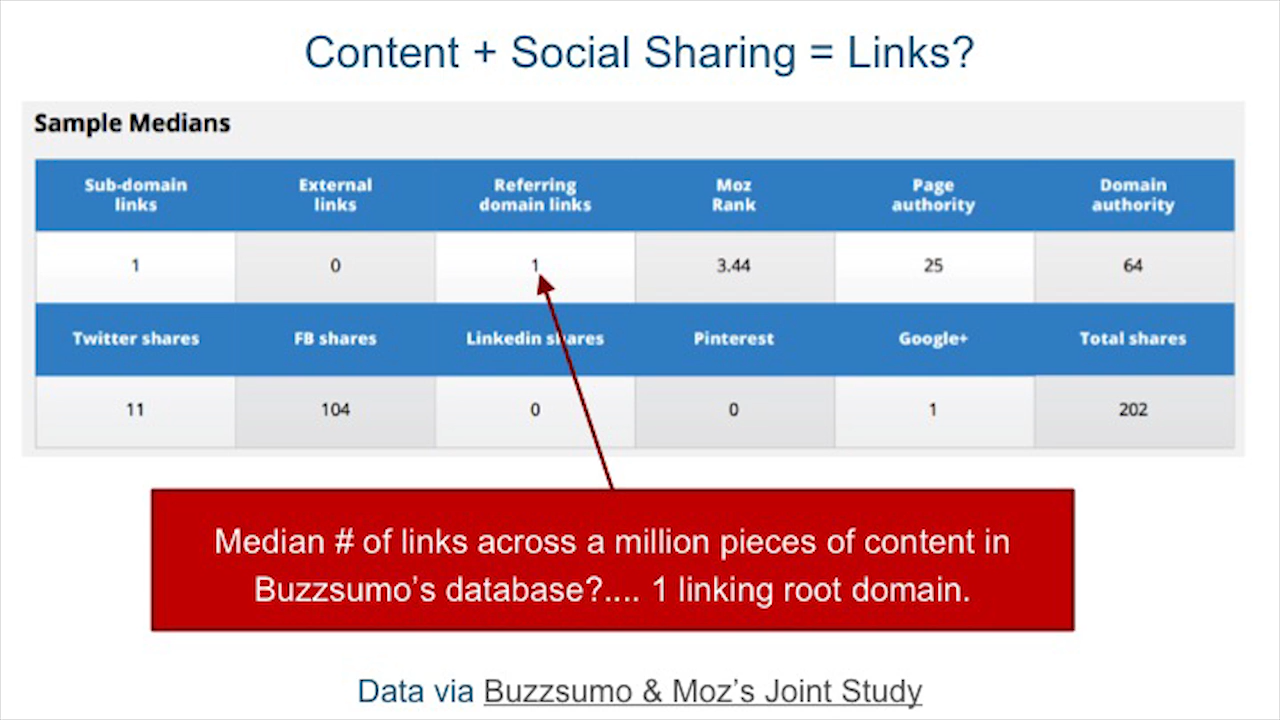 Content + Social Sharing = Links?
Sample Medians
Sub-domain links
External links
Referring domain links
Moz Rank
Page authority
Domain authority
1
0
1
3.44
25
64
Twitter shares
FB shares
Linkedin shares
Pinterest
Google+
Total shares
11
104
0
0
1
202
Median # of links across a million pieces of content in
Buzzsumo’s database?.... 1 linking root domain.
Data via Buzzsumo & Moz’s Joint Study